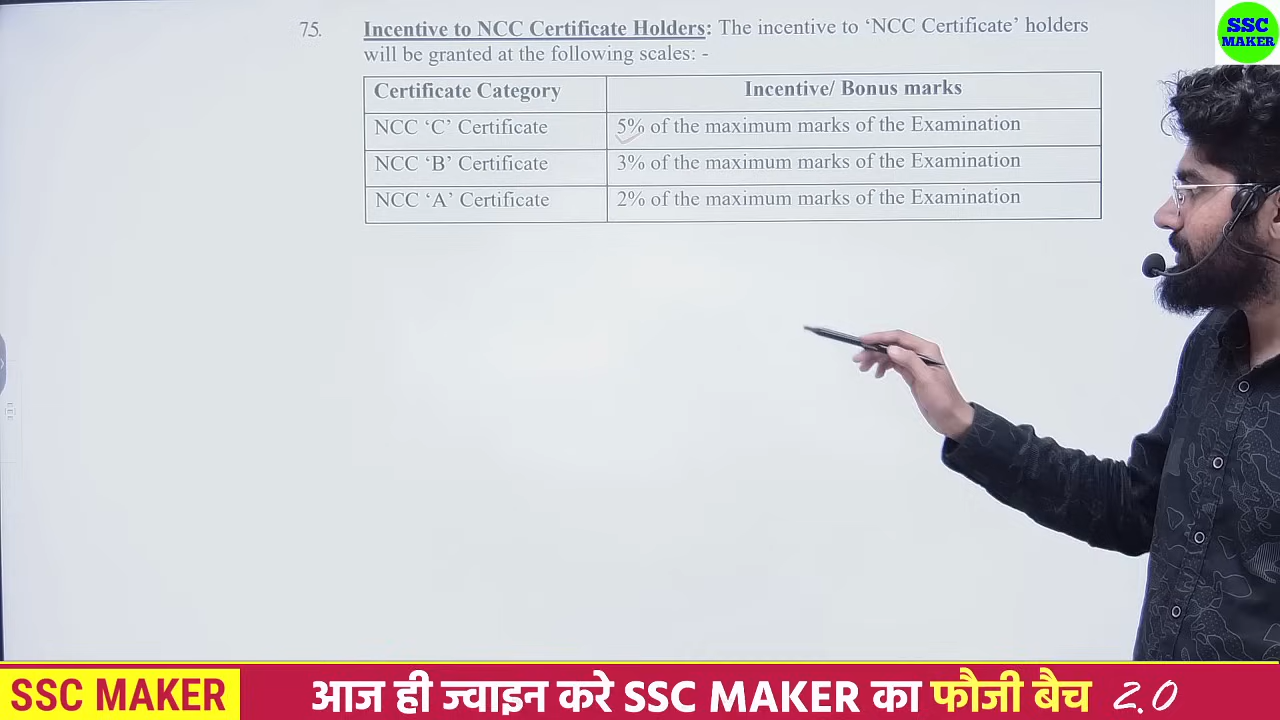 75. Incentive to NCC Certificate Holders: The incentive to ‘NCC Certificate’ holders
will be granted at the following scales: -
Certificate Category Incentive/ Bonus marks
NCC ‘C’ Certificate 5% of the maximum marks of the Examination
NCC ‘B’ Certificate 3% of the maximum marks of the Examination
NCC ‘A’ Certificate 2% of the maximum marks of the Examination
SSC
MAKER
SSC MAKER आज ही ज्वाइन करे SSC MAKER का फौजी बैच 2.0